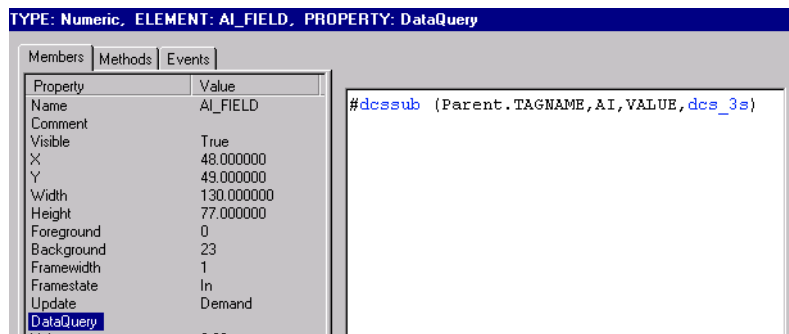 TYPE: Numeric, ELEMENT: AI_FIELD, PROPERTY: DataQuery
Members Methods Events
Property Value
Name AI_FIELD
Comment
Visible True
X 48.000000
Y 49.000000
Width 130.000000
Height 77.000000
Foreground 0
Background 23
Framewidth 1
Framestate In
Update Demand
DataQuery
#dcssub (Parent.TAGNAME,AI,VALUE,dcs_3s)